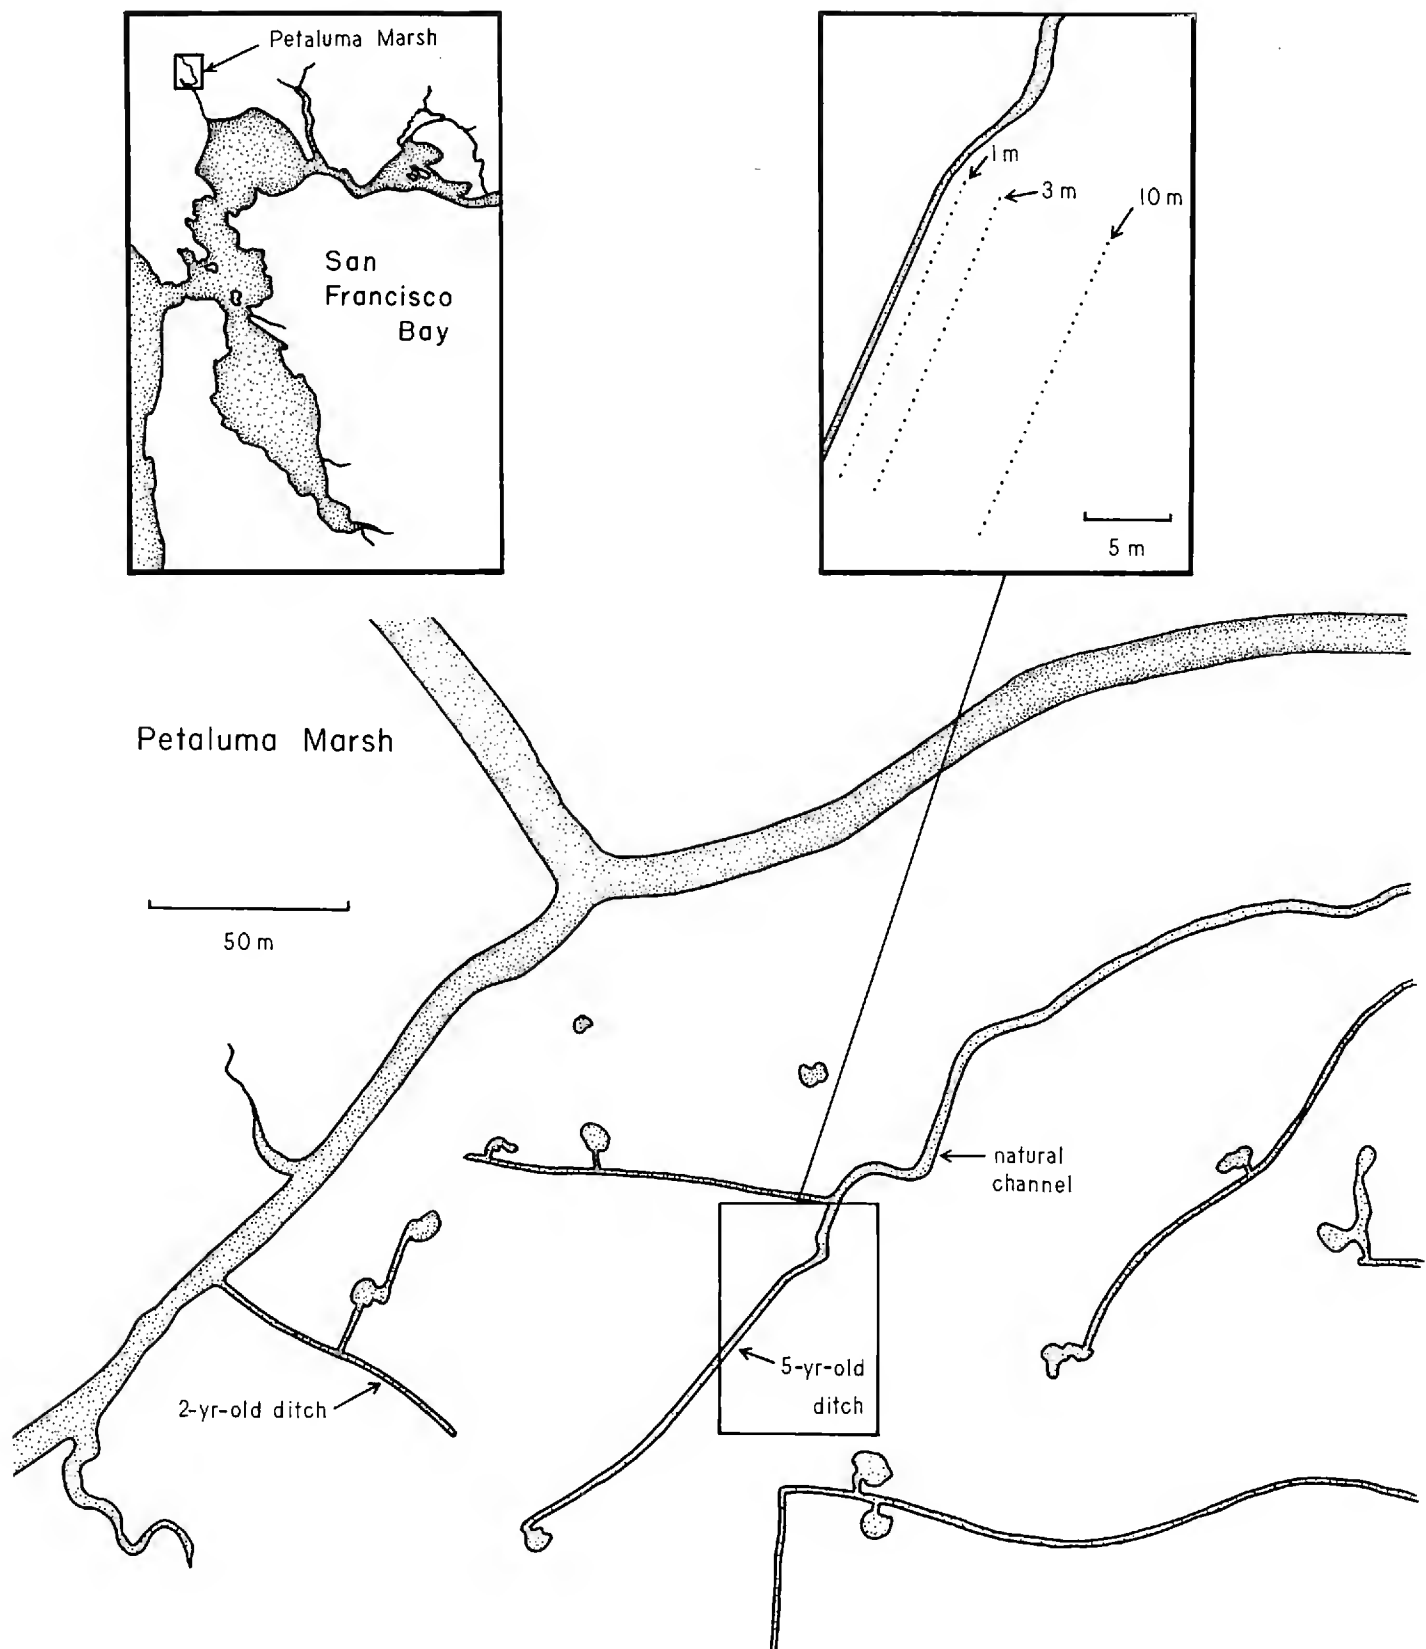 Petaluma Marsh
San
Francisco
Bay
1 m
3 m
10 m
5 m
Petaluma Marsh
50 m
natural
channel
5-yr-old
ditch
2-yr-old ditch